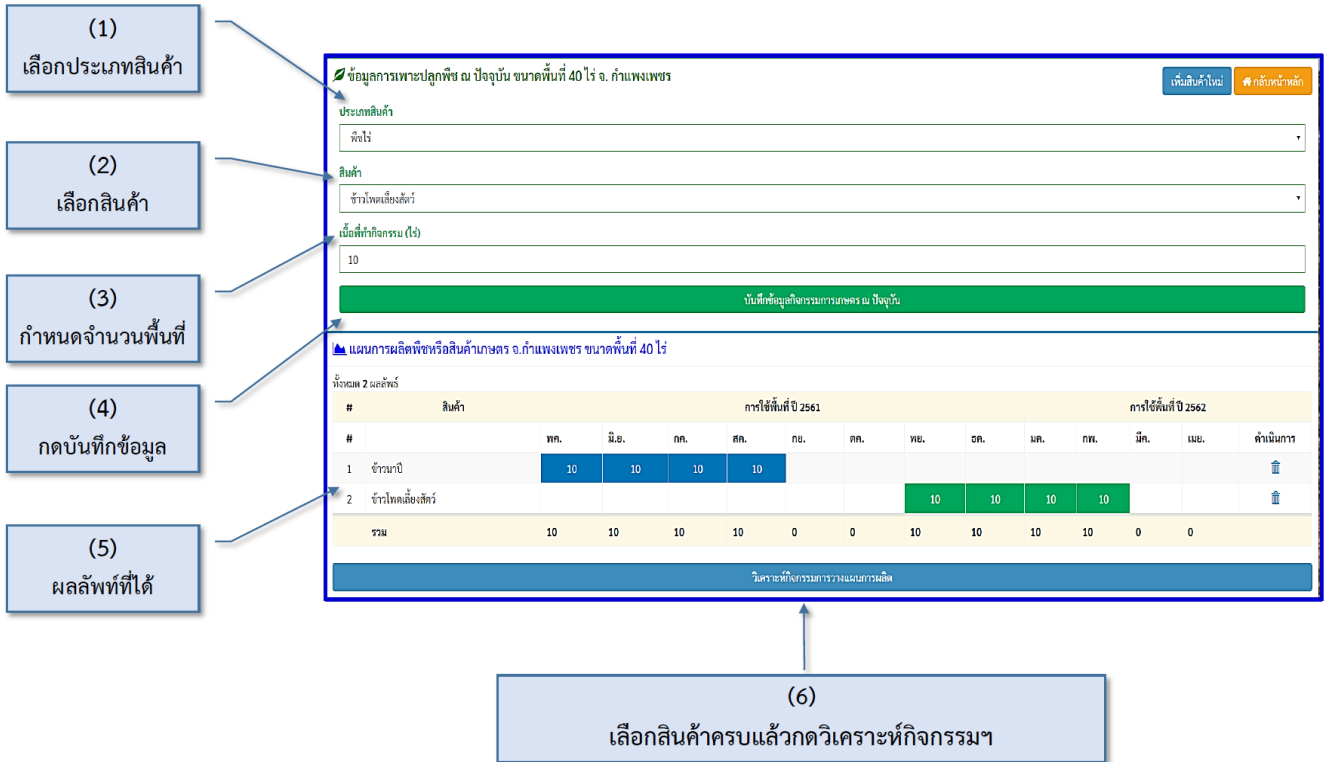 (1)
เลือกประเภทสินค้า
(2)
เลือกสินค้า
(3)
กำหนดจำนวนพื้นที่
(4)
กดบันทึกข้อมูล
(5)
ผลลัพท์ที่ได้
ข้อมูลการเพาะปลูกพืช ณ ปัจจุบัน ขนาดพื้นที่ 40 ไร่ จ. กำแพงเพชร
เพิ่มสินค้าใหม่ กลับหน้าหลัก
ประเภทสินค้า
พืชไร่
สินค้า
ข้าวโพดเลี้ยงสัตว์
เนื้อที่ทำกิจกรรม (ไร่)
10
บันทึกข้อมูลกิจกรรมการเกษตร ณ ปัจจุบัน
แผนการผลิตพืชหรือสินค้าเกษตร จ.กำแพงเพชร ขนาดพื้นที่ 40 ไร่
ทั้งหมด 2 ผลลัพธ์
# สินค้า การใช้พื้นที่ ปี 2561 การใช้พื้นที่ ปี 2562
# พค. มิ.ย. กค. สค. กย. ตค. พย. ธค. มค. กพ. มีค. เมย. ดำเนินการ
1 ข้าวนาปี 10 10 10 10
2 ข้าวโพดเลี้ยงสัตว์ 10 10 10 10
รวม 10 10 10 10 0 0 10 10 10 10 0 0
วิเคราะห์กิจกรรมการวางแผนการผลิต
(6)
เลือกสินค้าครบแล้วกดวิเคราะห์กิจกรรมฯ